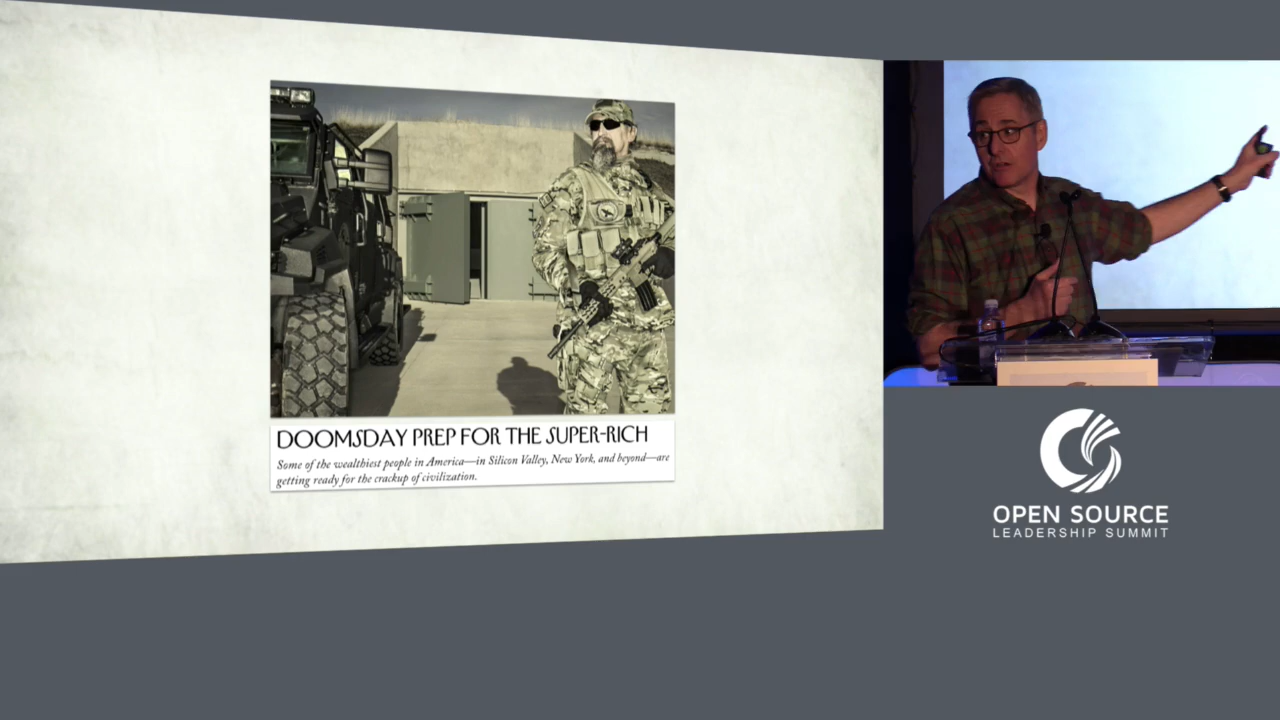 DOOMSDAY PREP FOR THE SUPER-RICH
Some of the wealthiest people in America—in Silicon Valley, New York, and beyond—are
getting ready for the crackup of civilization.
OPEN SOURCE
LEADERSHIP SUMMIT